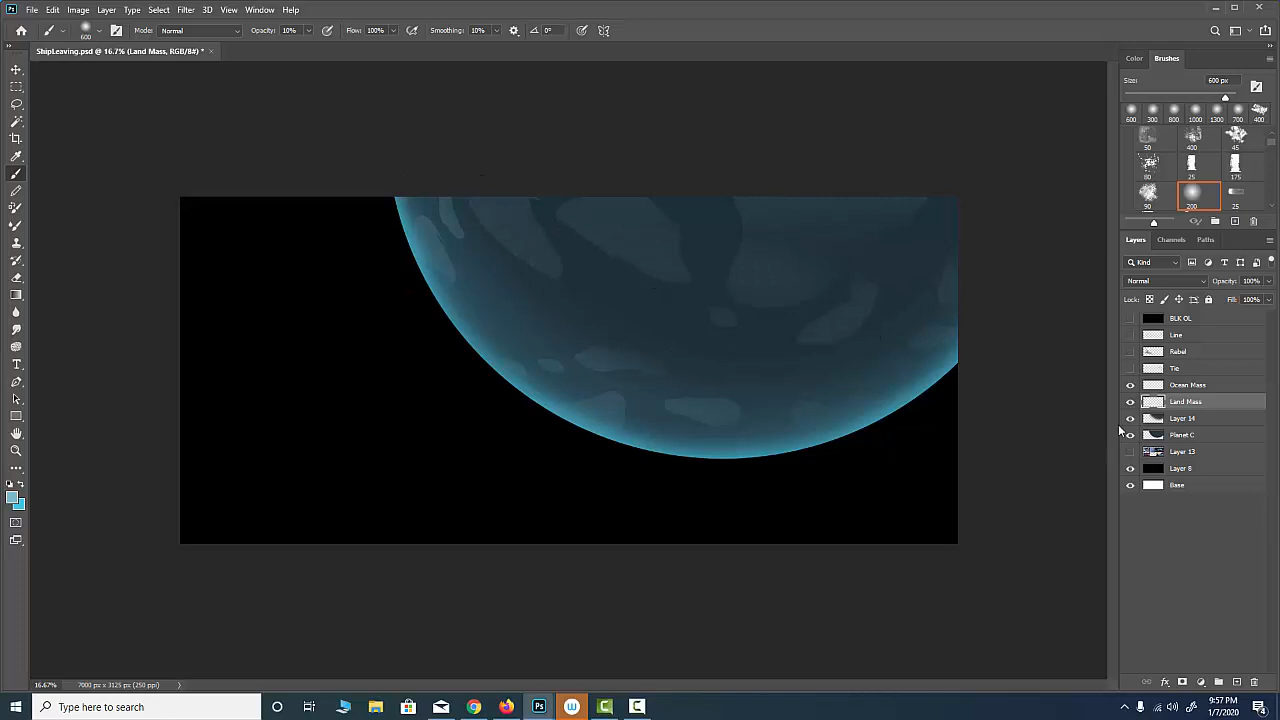 File Edit Image Layer Type Select Filter 3D View Window Help
600 Mode: Normal Opacity: 10% Flow: 100% Smoothing: 10% 0°
ShipLeaving.psd @ 16.7% (Land Mass, RGB/8#) * ×
Color Brushes
Size: 600 px
600 300 800 1000 1300 700 400
50 400 45
80 25 175
90 200 25
Layers Channels Paths
Kind
Normal Opacity: 100%
Lock: Fill: 100%
BLK OL
Line
Rebel
Tie
Ocean Mass
Land Mass
Layer 14
Planet C
Layer 13
Layer 8
Base
16.67% 7000 px x 3125 px (250 ppi)
Type here to search
9:57 PM
1/7/2020